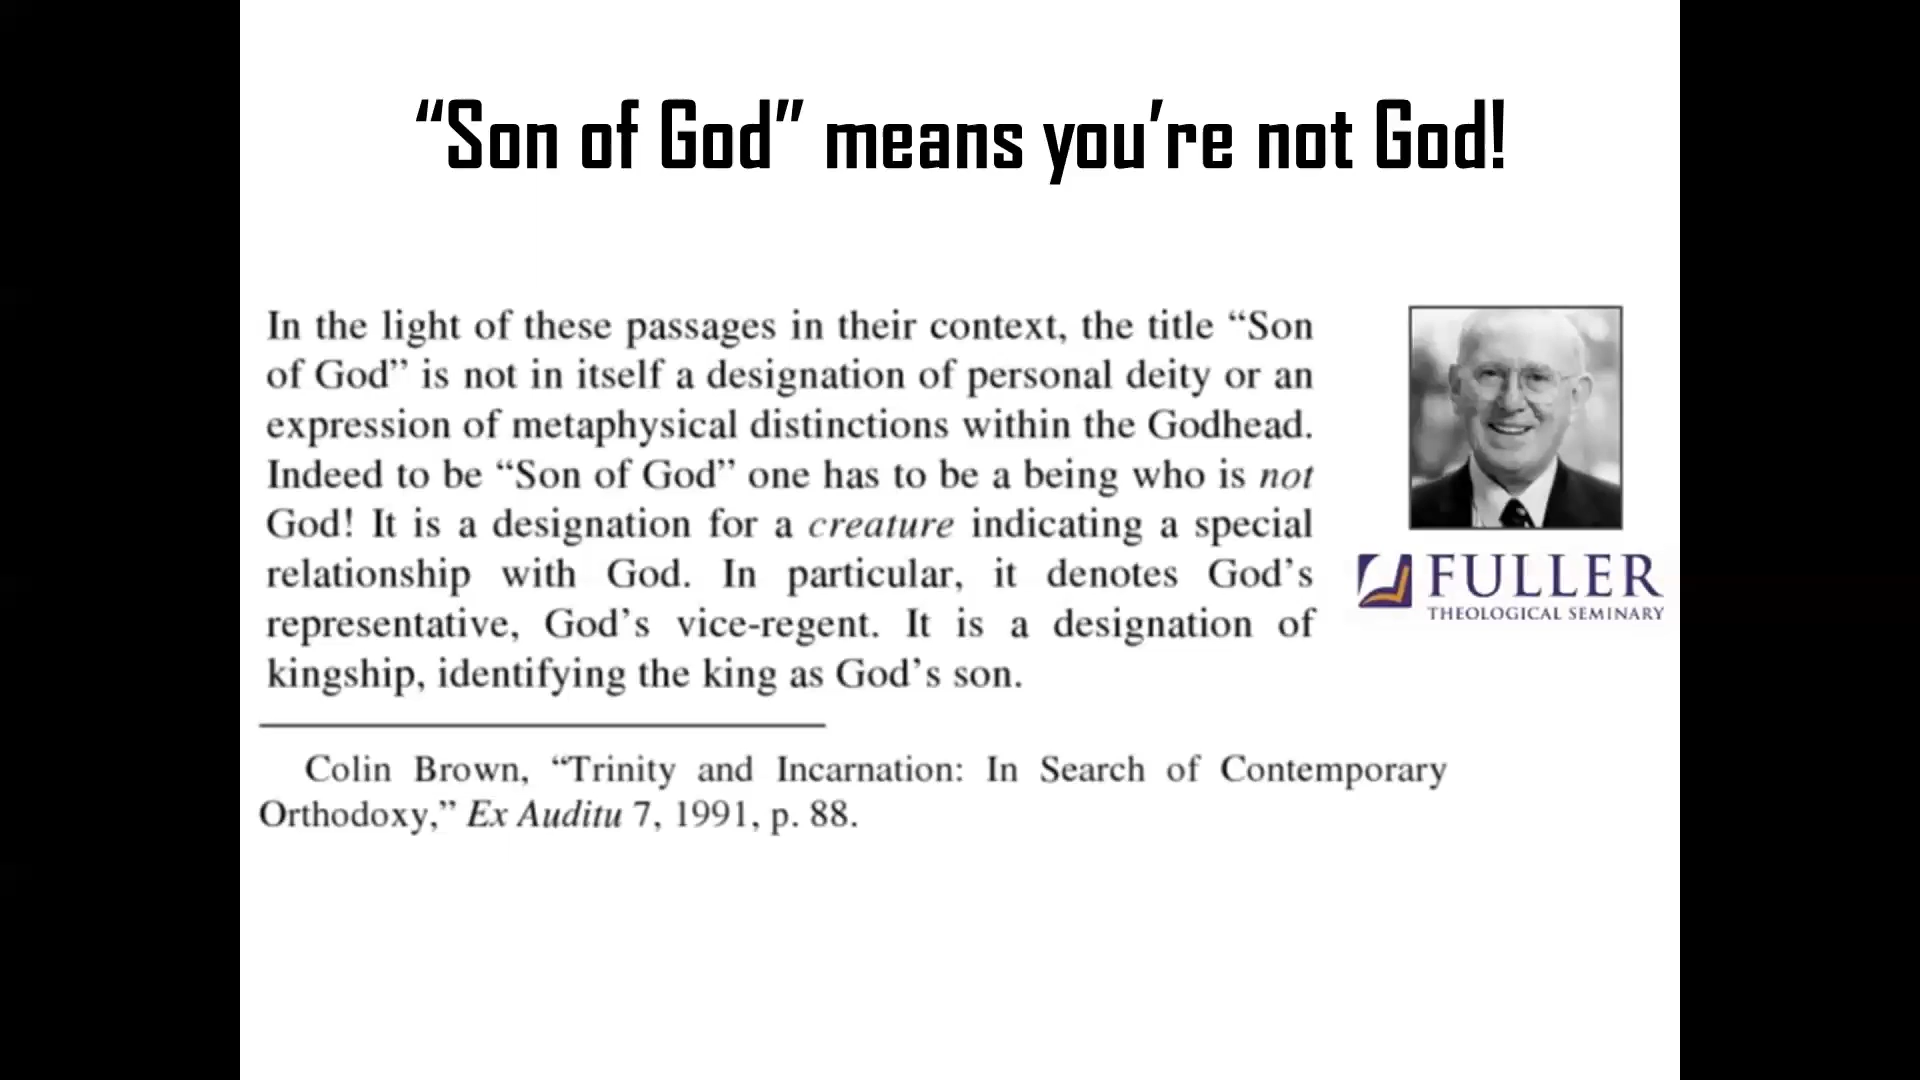 “Son of God” means you’re not God!
In the light of these passages in their context, the title “Son
of God” is not in itself a designation of personal deity or an
expression of metaphysical distinctions within the Godhead.
Indeed to be “Son of God” one has to be a being who is not
God! It is a designation for a creature indicating a special
relationship with God. In particular, it denotes God’s
representative, God’s vice-regent. It is a designation of
kingship, identifying the king as God’s son.
FULLER
THEOLOGICAL SEMINARY
Colin Brown, “Trinity and Incarnation: In Search of Contemporary
Orthodoxy,” Ex Auditu 7, 1991, p. 88.